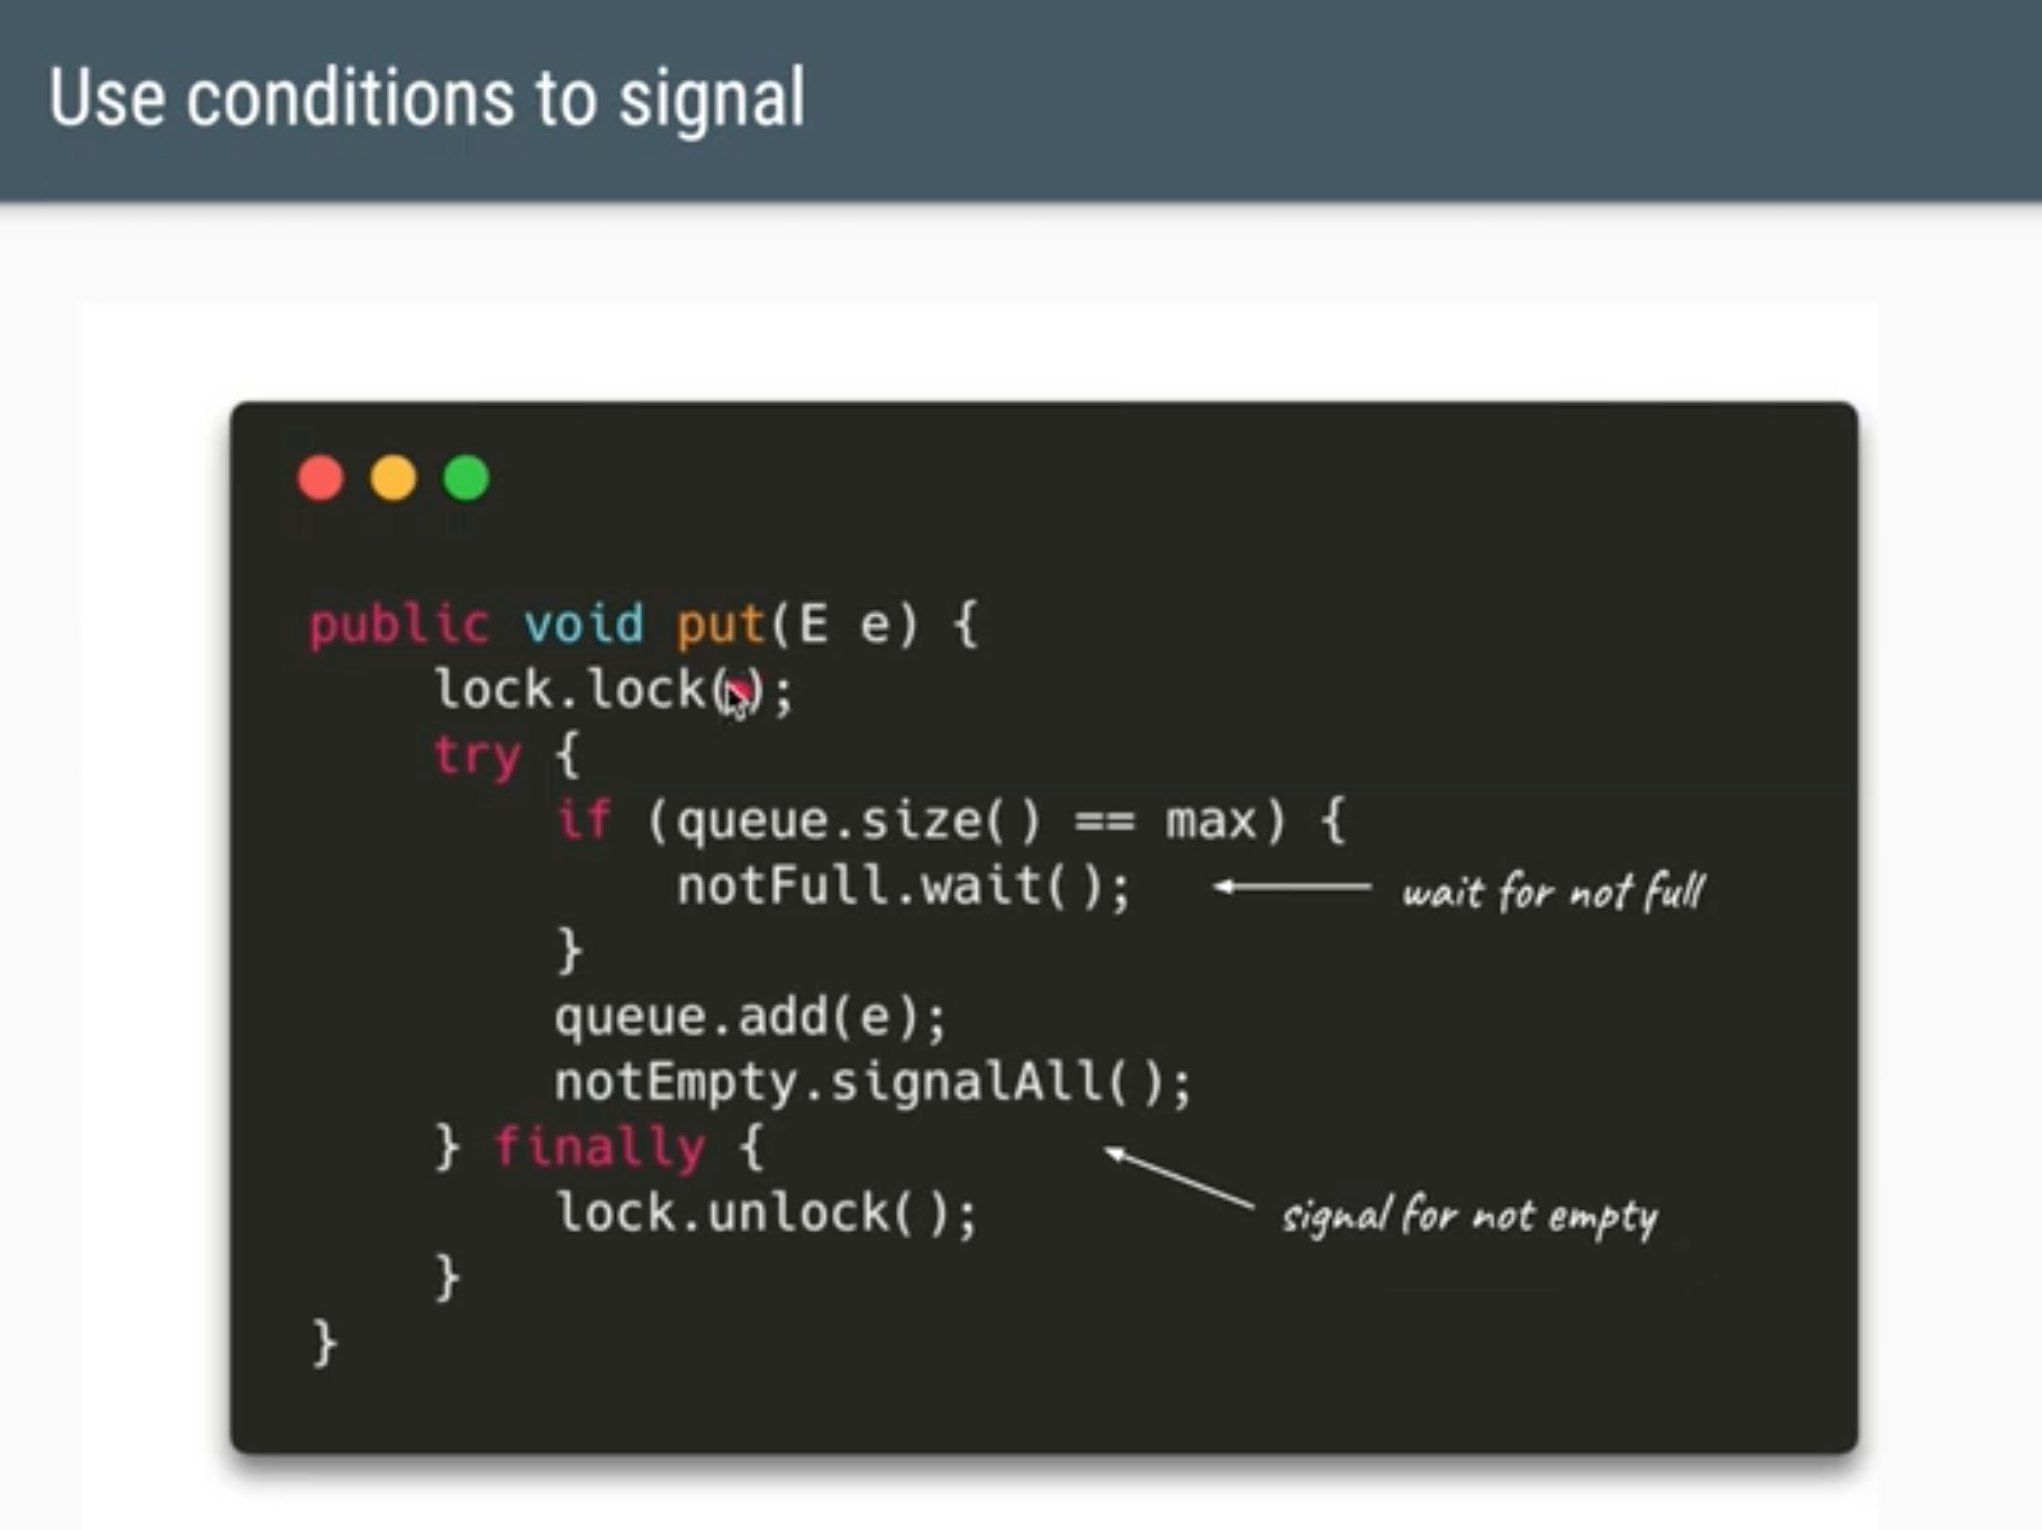 Use conditions to signal
public void put(E e) {
lock.lock();
try {
if (queue.size() == max) {
notFull.wait(); wait for not full
}
queue.add(e);
notEmpty.signalAll();
} finally {
lock.unlock(); signal for not empty
}
}